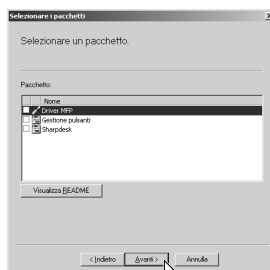 Selezionare i pacchetti
Selezionare un pacchetto.
Pacchetto:
Nome
Driver MFP
Gestione pulsanti
Sharpdesk
Visualizza README
< Indietro
Avanti >
Annulla